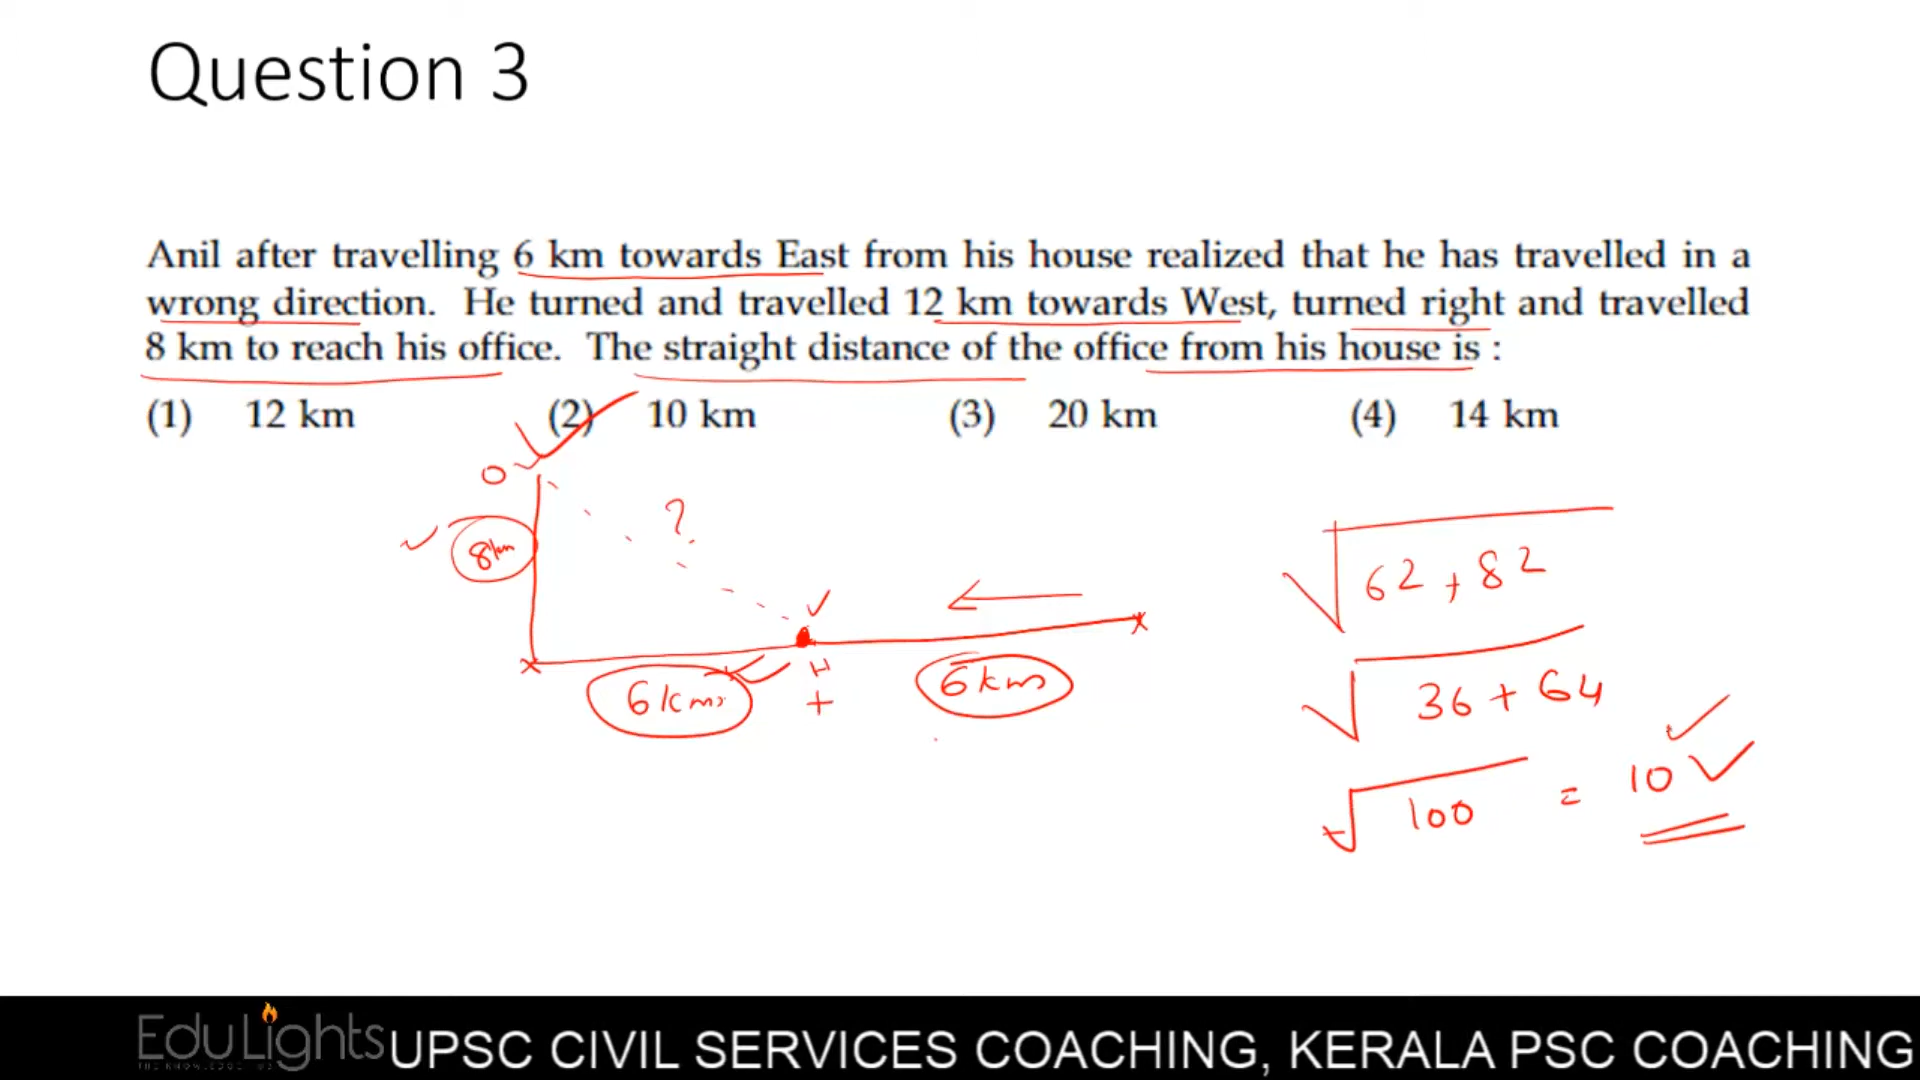 Question 3
Anil after travelling 6 km towards East from his house realized that he has travelled in a
wrong direction. He turned and travelled 12 km towards West, turned right and travelled
8 km to reach his office. The straight distance of the office from his house is :
(1) 12 km (2) 10 km (3) 20 km (4) 14 km
O
?
8km
√6² + 8²
H
6kms + 6kms
√36 + 64
√100 = 10
EduLights UPSC CIVIL SERVICES COACHING, KERALA PSC COACHING